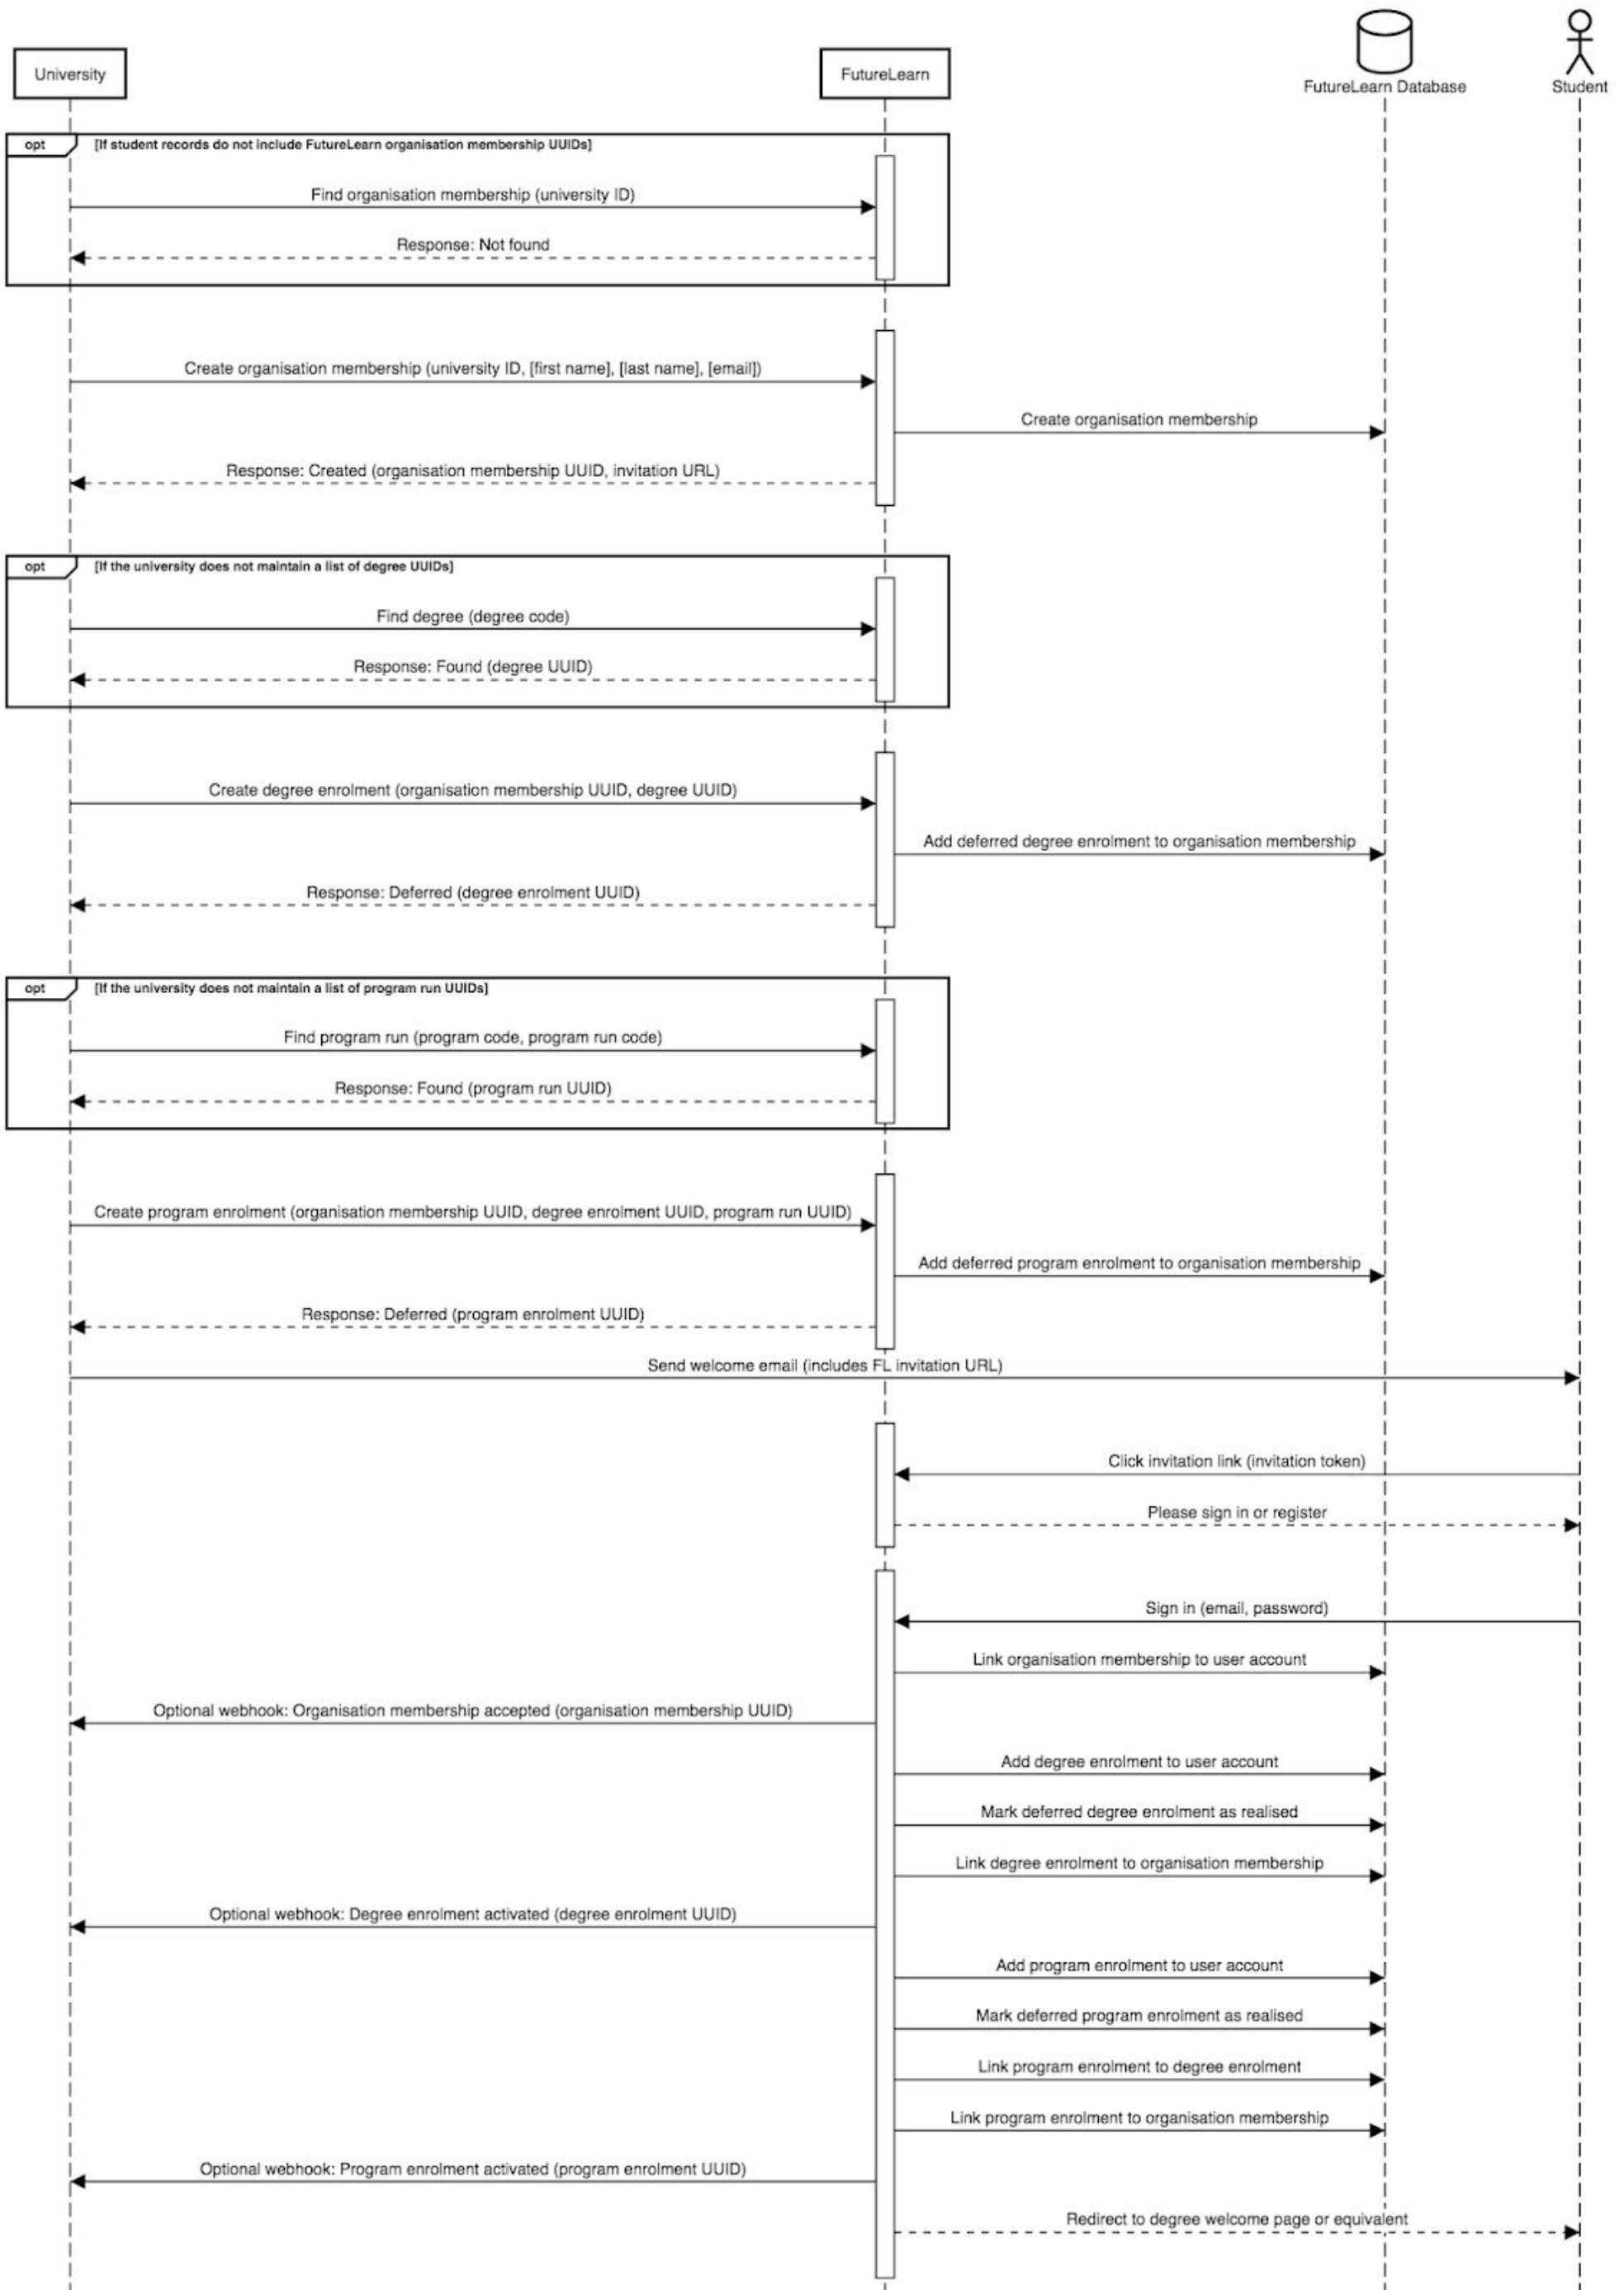 University
FutureLearn
FutureLearn Database
Student
opt
[If student records do not include FutureLearn organisation membership UUIDs]
Find organisation membership (university ID)
Response: Not found
Create organisation membership (university ID, [first name], [last name], [email])
Create organisation membership
Response: Created (organisation membership UUID, invitation URL)
opt
[If the university does not maintain a list of degree UUIDs]
Find degree (degree code)
Response: Found (degree UUID)
Create degree enrolment (organisation membership UUID, degree UUID)
Add deferred degree enrolment to organisation membership
Response: Deferred (degree enrolment UUID)
opt
[If the university does not maintain a list of program run UUIDs]
Find program run (program code, program run code)
Response: Found (program run UUID)
Create program enrolment (organisation membership UUID, degree enrolment UUID, program run UUID)
Add deferred program enrolment to organisation membership
Response: Deferred (program enrolment UUID)
Send welcome email (includes FL invitation URL)
Click invitation link (invitation token)
Please sign in or register
Sign in (email, password)
Link organisation membership to user account
Optional webhook: Organisation membership accepted (organisation membership UUID)
Add degree enrolment to user account
Mark deferred degree enrolment as realised
Link degree enrolment to organisation membership
Optional webhook: Degree enrolment activated (degree enrolment UUID)
Add program enrolment to user account
Mark deferred program enrolment as realised
Link program enrolment to degree enrolment
Link program enrolment to organisation membership
Optional webhook: Program enrolment activated (program enrolment UUID)
Redirect to degree welcome page or equivalent